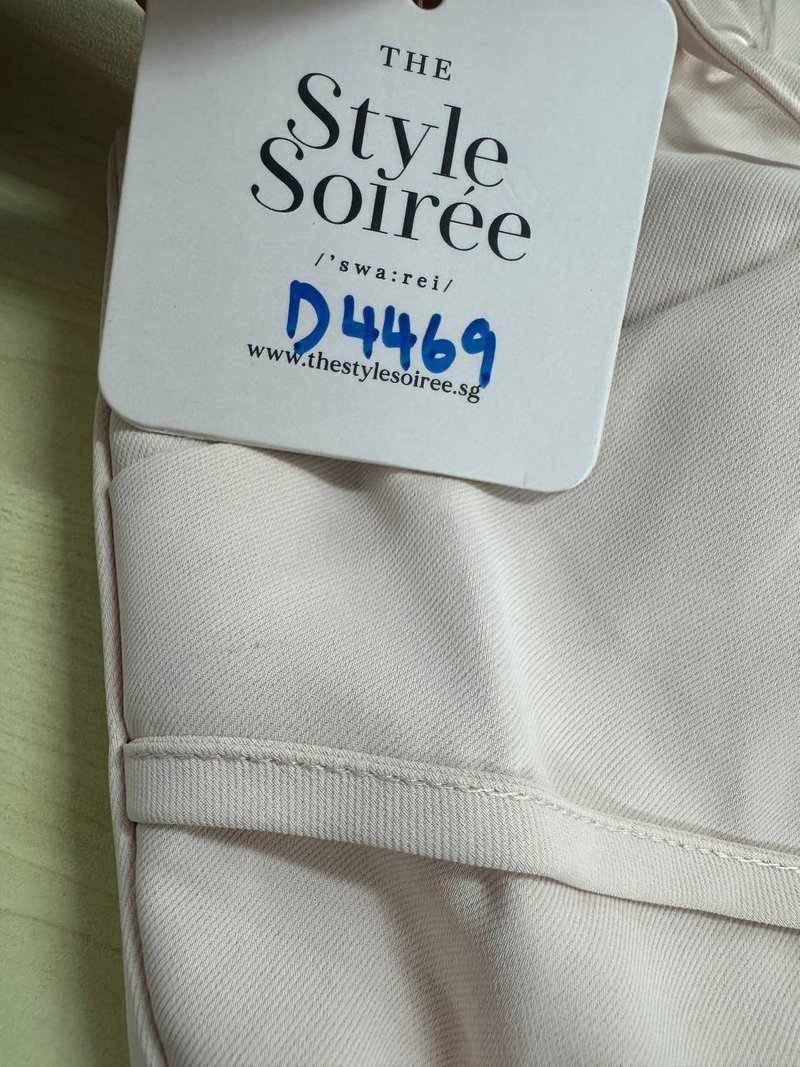 THE
Style
Soirée
/'swa:rei/
D4469
www.thestylesoiree.sg